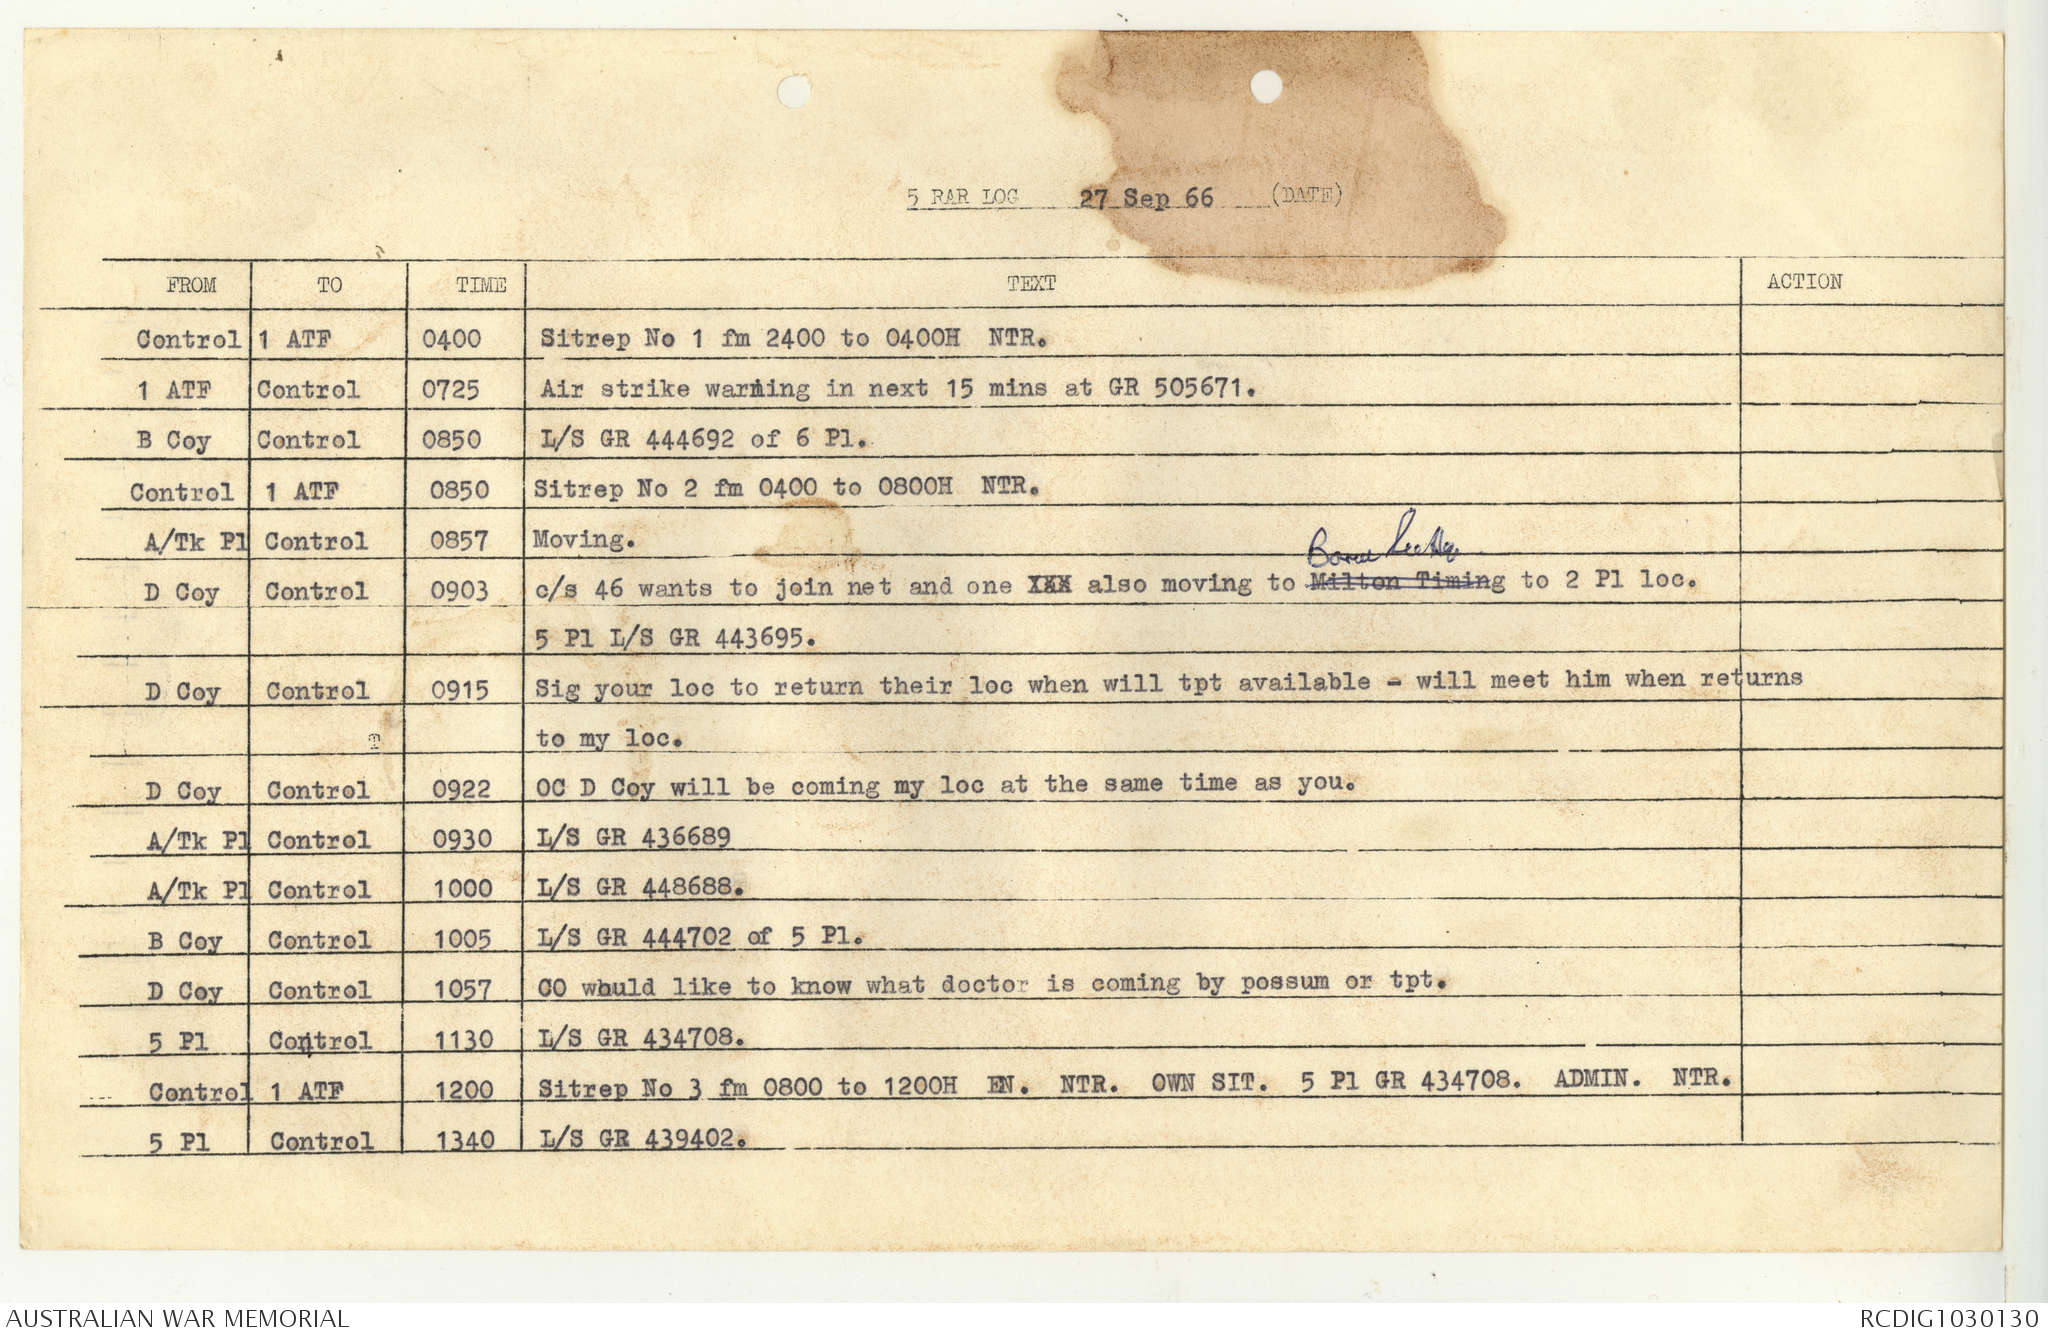 5 RAR LOG 27 Sep 66 (DATE)
FROM TO TIME TEXT ACTION
Control 1 ATF 0400 Sitrep No 1 fm 2400 to 0400H NTR.
1 ATF Control 0725 Air strike warning in next 15 mins at GR 505671.
B Coy Control 0850 L/S GR 444692 of 6 Pl.
Control 1 ATF 0850 Sitrep No 2 fm 0400 to 0800H NTR.
A/Tk Pl Control 0857 Moving.
D Coy Control 0903 c/s 46 wants to join net and one XXX also moving to Milton Timing to 2 Pl loc.
5 Pl L/S GR 443695.
D Coy Control 0915 Sig your loc to return their loc when will tpt available - will meet him when returns
to my loc.
D Coy Control 0922 OC D Coy will be coming my loc at the same time as you.
A/Tk Pl Control 0930 L/S GR 436689
A/Tk Pl Control 1000 L/S GR 448688.
B Coy Control 1005 L/S GR 444702 of 5 Pl.
D Coy Control 1057 CO would like to know what doctor is coming by possum or tpt.
5 Pl Control 1130 L/S GR 434708.
Control 1 ATF 1200 Sitrep No 3 fm 0800 to 1200H EN. NTR. OWN SIT. 5 Pl GR 434708. ADMIN. NTR.
5 Pl Control 1340 L/S GR 439402.
AUSTRALIAN WAR MEMORIAL RCDIG1030130